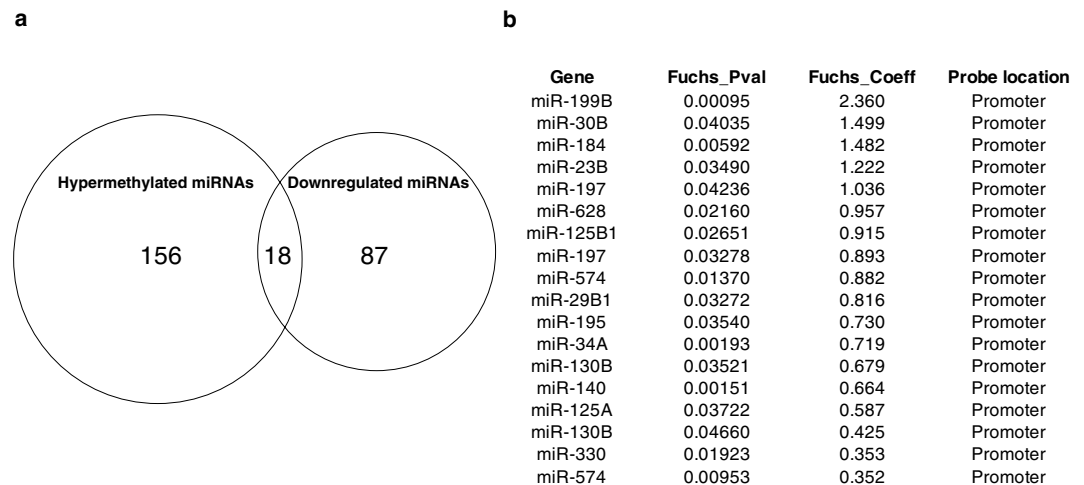 a
Hypermethylated miRNAs
Downregulated miRNAs
156
18
87
b
Gene Fuchs_Pval Fuchs_Coeff Probe location
miR-199B 0.00095 2.360 Promoter
miR-30B 0.04035 1.499 Promoter
miR-184 0.00592 1.482 Promoter
miR-23B 0.03490 1.222 Promoter
miR-197 0.04236 1.036 Promoter
miR-628 0.02160 0.957 Promoter
miR-125B1 0.02651 0.915 Promoter
miR-197 0.03278 0.893 Promoter
miR-574 0.01370 0.882 Promoter
miR-29B1 0.03272 0.816 Promoter
miR-195 0.03540 0.730 Promoter
miR-34A 0.00193 0.719 Promoter
miR-130B 0.03521 0.679 Promoter
miR-140 0.00151 0.664 Promoter
miR-125A 0.03722 0.587 Promoter
miR-130B 0.04660 0.425 Promoter
miR-330 0.01923 0.353 Promoter
miR-574 0.00953 0.352 Promoter